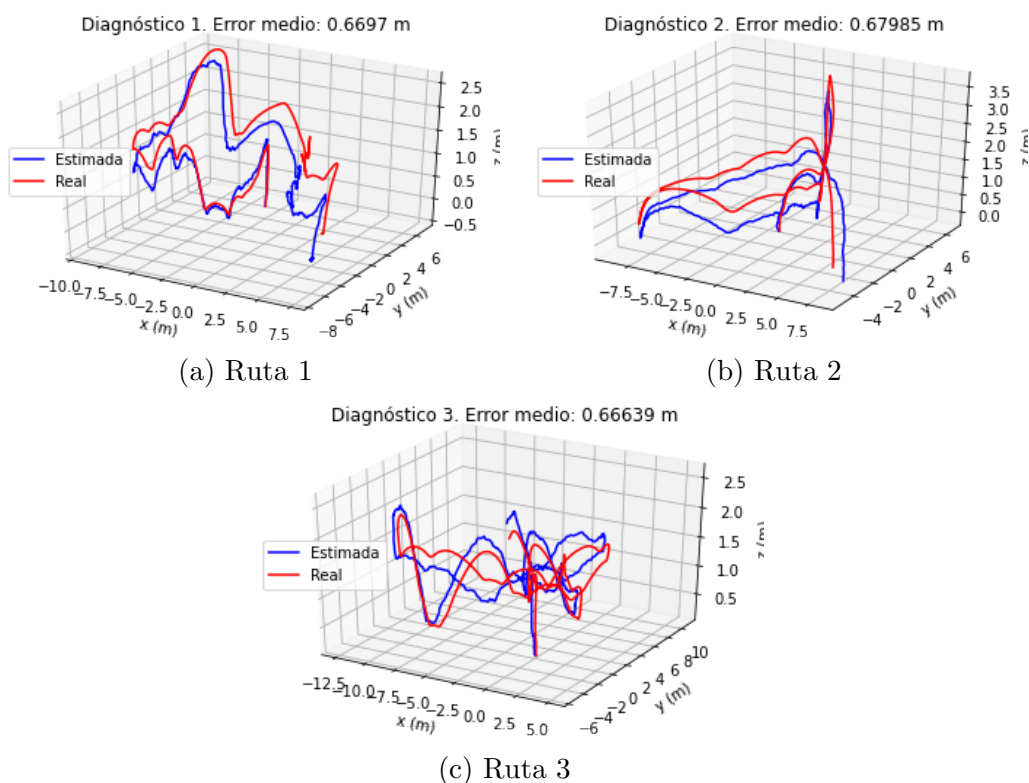 Diagnóstico 1. Error medio: 0.6697 m
Estimada
Real
2.5
2.0
1.5
1.0
0.5
0.0
−0.5
z (m)
−10.0 −7.5 −5.0 −2.5 0.0 2.5 5.0 7.5
x (m)
−8 −6 −4 −2 0 2 4 6
y (m)
(a) Ruta 1
Diagnóstico 2. Error medio: 0.67985 m
Estimada
Real
3.5
3.0
2.5
2.0
1.5
1.0
0.5
0.0
z (m)
−7.5 −5.0 −2.5 0.0 2.5 5.0 7.5
x (m)
−4 −2 0 2 4 6
y (m)
(b) Ruta 2
Diagnóstico 3. Error medio: 0.66639 m
Estimada
Real
2.5
2.0
1.5
1.0
0.5
z (m)
−12.5 −10.0 −7.5 −5.0 −2.5 0.0 2.5 5.0
x (m)
−6 −4 −2 0 2 4 6 8 10
y (m)
(c) Ruta 3